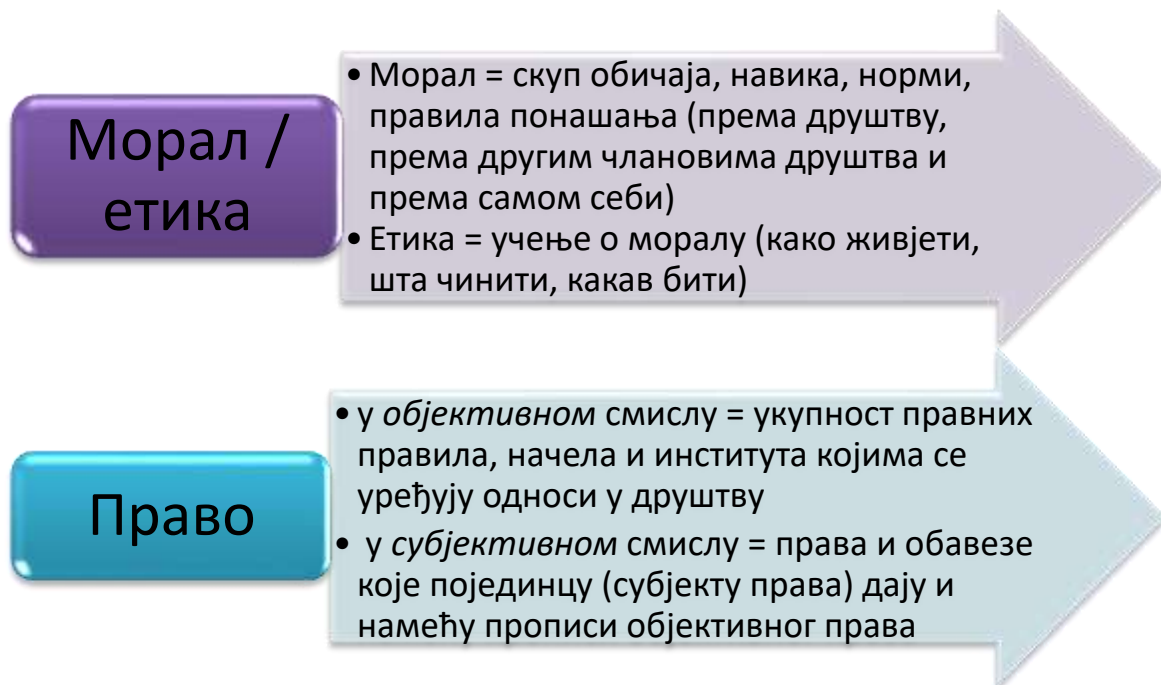 Морал /
етика
• Морал = скуп обичаја, навика, норми,
правила понашања (према друштву,
према другим члановима друштва и
према самом себи)
• Етика = учење о моралу (како живјети,
шта чинити, какав бити)
Право
• у објективном смислу = укупност правних
правила, начела и института којима се
уређују односи у друштву
• у субјективном смислу = права и обавезе
које појединцу (субјекту права) дају и
намећу прописи објективног права